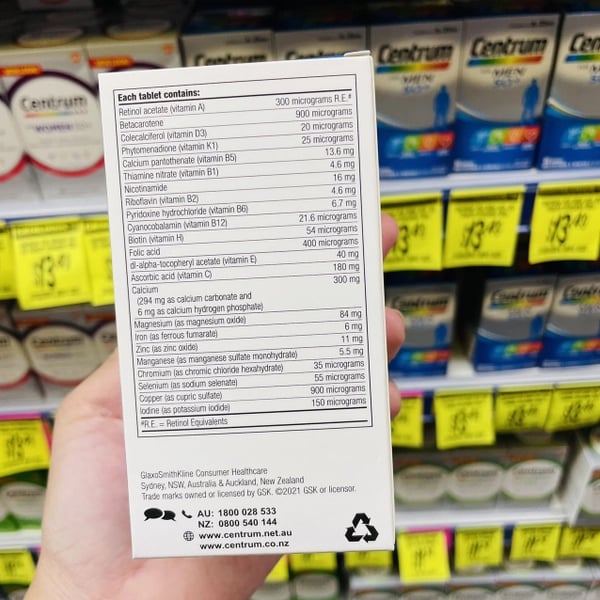 Each tablet contains:
Retinol acetate (vitamin A) 300 micrograms R.E.#
Betacarotene 900 micrograms
Colecalciferol (vitamin D3) 20 micrograms
Phytomenadione (vitamin K1) 25 micrograms
Calcium pantothenate (vitamin B5) 13.6 mg
Thiamine nitrate (vitamin B1) 4.6 mg
Nicotinamide 16 mg
Riboflavin (vitamin B2) 4.6 mg
Pyridoxine hydrochloride (vitamin B6) 6.7 mg
Cyanocobalamin (vitamin B12) 21.6 micrograms
Biotin (vitamin H) 54 micrograms
Folic acid 400 micrograms
dl-alpha-tocopheryl acetate (vitamin E) 40 mg
Ascorbic acid (vitamin C) 180 mg
Calcium 300 mg
(294 mg as calcium carbonate and
6 mg as calcium hydrogen phosphate)
Magnesium (as magnesium oxide) 84 mg
Iron (as ferrous fumarate) 6 mg
Zinc (as zinc oxide) 11 mg
Manganese (as manganese sulfate monohydrate) 5.5 mg
Chromium (as chromic chloride hexahydrate) 35 micrograms
Selenium (as sodium selenate) 55 micrograms
Copper (as cupric sulfate) 900 micrograms
Iodine (as potassium iodide) 150 micrograms
#R.E. = Retinol Equivalents
GlaxoSmithKline Consumer Healthcare
Sydney, NSW, Australia & Auckland, New Zealand
Trade marks owned or licensed by GSK. ©2021 GSK or licensor.
AU: 1800 028 533
NZ: 0800 540 144
www.centrum.net.au
www.centrum.co.nz
Centrum
Centrum
MEN
Centrum
MEN